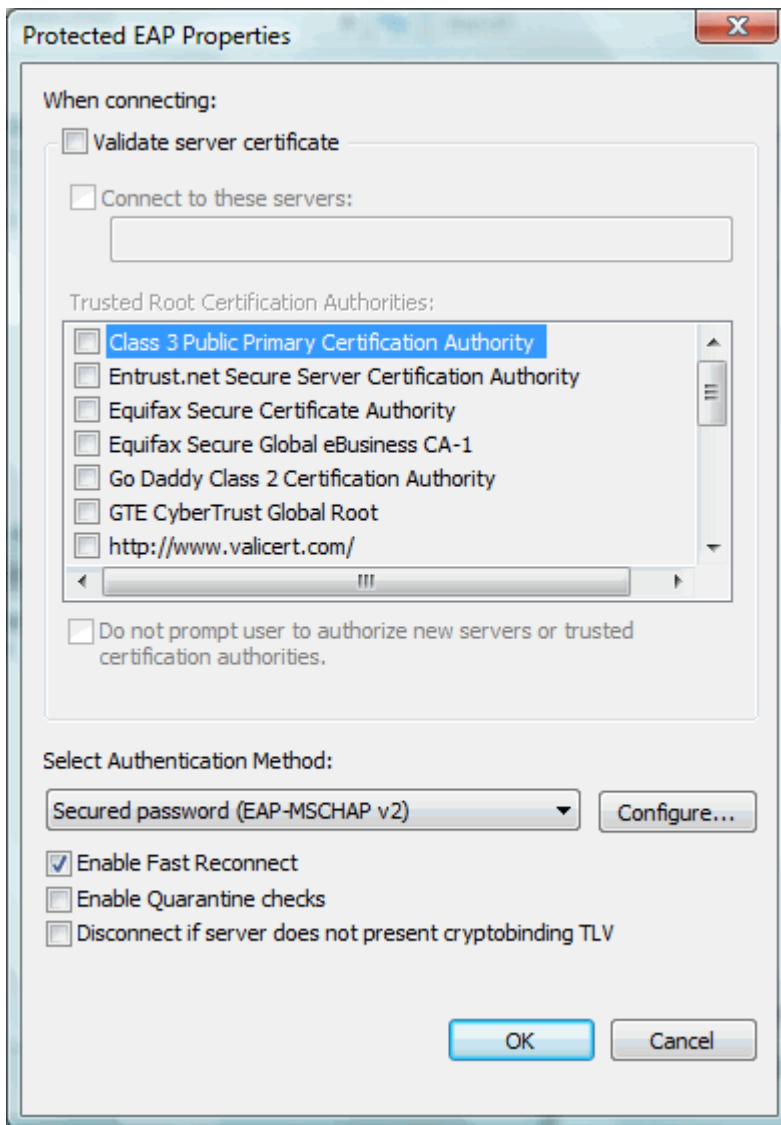 Protected EAP Properties
When connecting:
Validate server certificate
Connect to these servers:
Trusted Root Certification Authorities:
Class 3 Public Primary Certification Authority
Entrust.net Secure Server Certification Authority
Equifax Secure Certificate Authority
Equifax Secure Global eBusiness CA-1
Go Daddy Class 2 Certification Authority
GTE CyberTrust Global Root
http://www.valicert.com/
Do not prompt user to authorize new servers or trusted
certification authorities.
Select Authentication Method:
Secured password (EAP-MSCHAP v2)
Configure...
Enable Fast Reconnect
Enable Quarantine checks
Disconnect if server does not present cryptobinding TLV
OK
Cancel